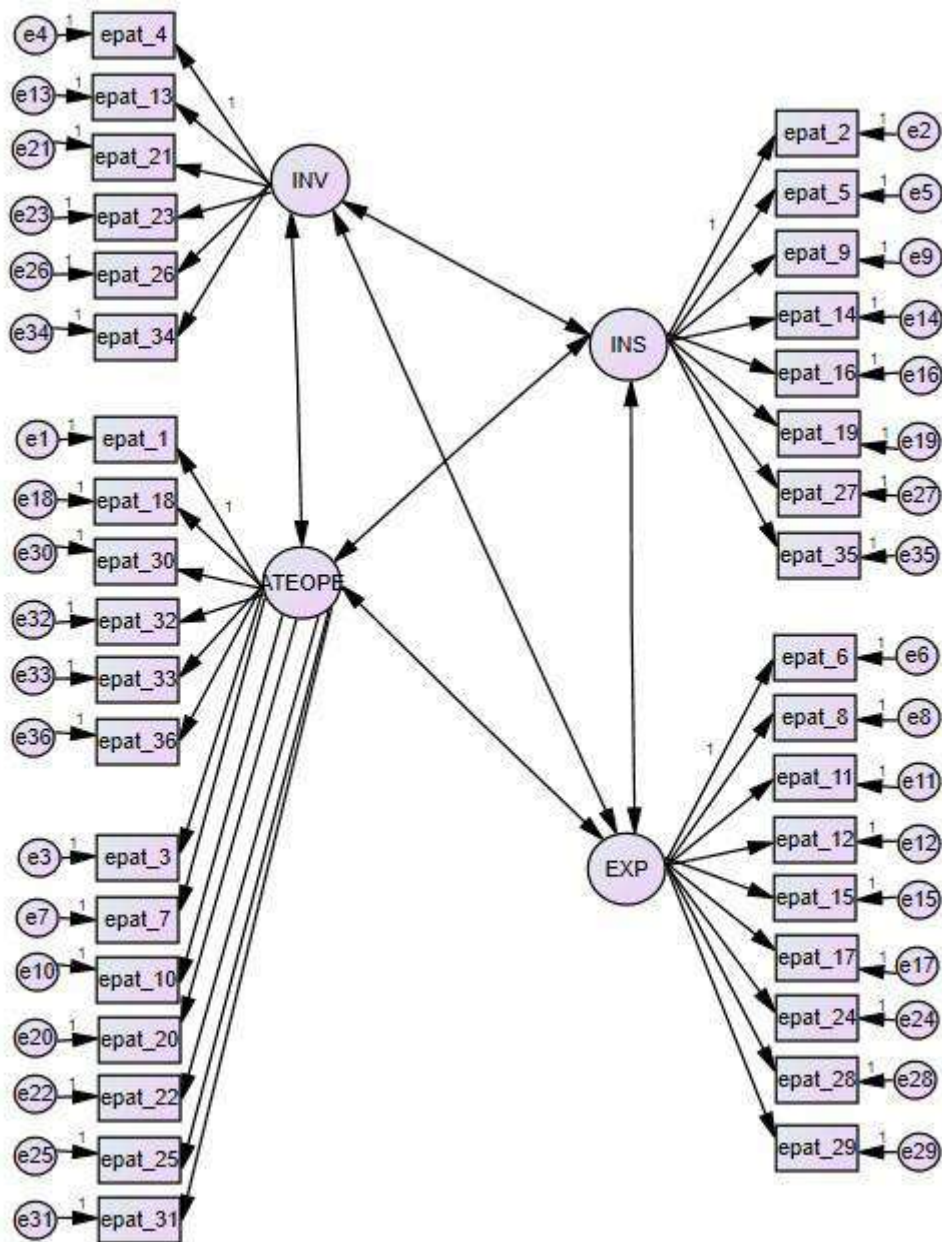 e4 1 epat_4
e13 1 epat_13
e21 1 epat_21
e23 1 epat_23
e26 1 epat_26
e34 1 epat_34
1
INV
epat_2 1 e2
epat_5 1 e5
epat_9 1 e9
epat_14 1 e14
epat_16 1 e16
epat_19 1 e19
epat_27 1 e27
epat_35 1 e35
1
INS
e1 1 epat_1
e18 1 epat_18
e30 1 epat_30
e32 1 epat_32
e33 1 epat_33
e36 1 epat_36
1
ATEOPE
e3 1 epat_3
e7 1 epat_7
e10 1 epat_10
e20 1 epat_20
e22 1 epat_22
e25 1 epat_25
e31 1 epat_31
epat_6 1 e6
epat_8 1 e8
epat_11 1 e11
epat_12 1 e12
epat_15 1 e15
epat_17 1 e17
epat_24 1 e24
epat_28 1 e28
epat_29 1 e29
1
EXP